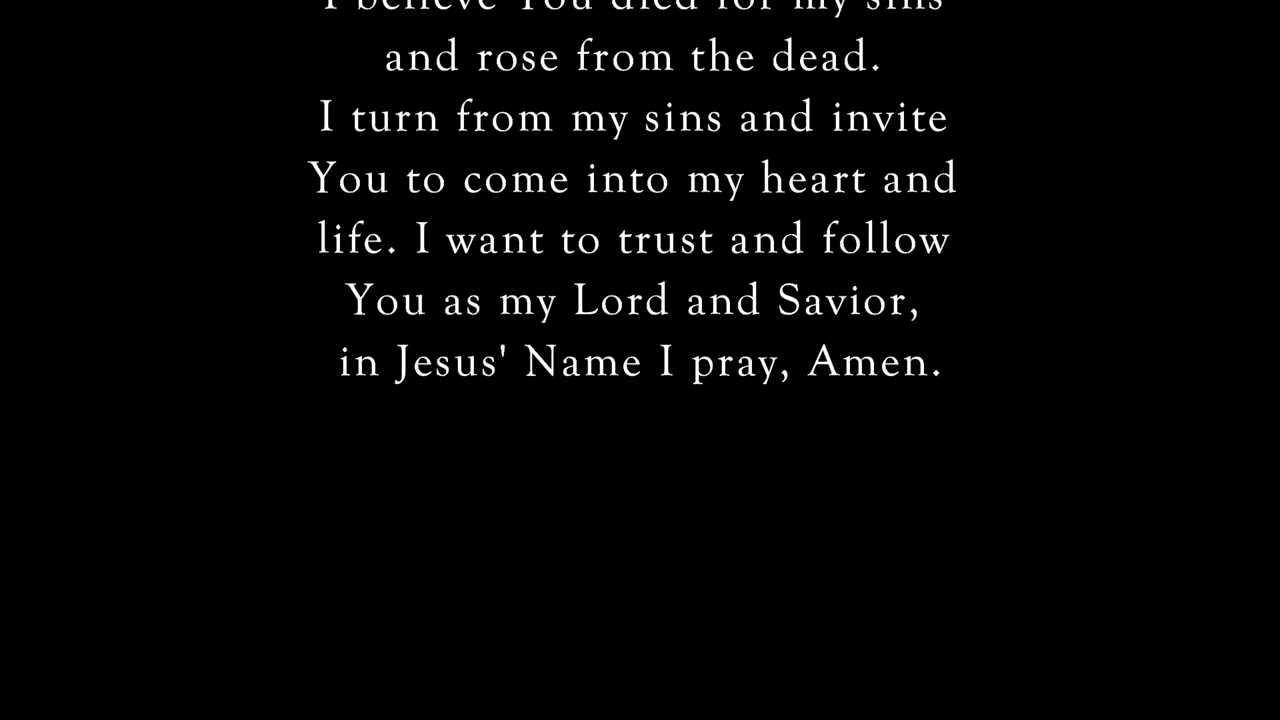 I believe You died for my sins
and rose from the dead.
I turn from my sins and invite
You to come into my heart and
life. I want to trust and follow
You as my Lord and Savior,
in Jesus' Name I pray, Amen.